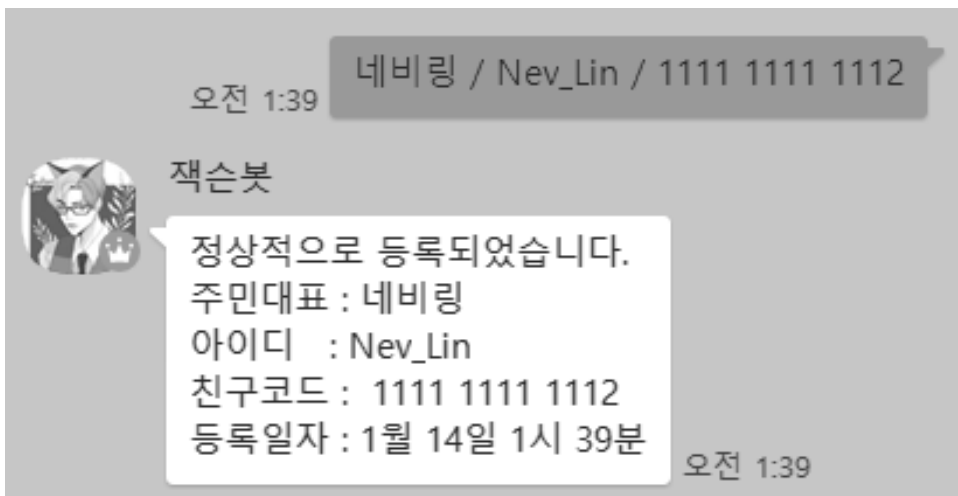 네비링 / Nev_Lin / 1111 1111 1112
오전 1:39
잭슨봇
정상적으로 등록되었습니다.
주민대표 : 네비링
아이디   : Nev_Lin
친구코드 :  1111 1111 1112
등록일자 : 1월 14일 1시 39분
오전 1:39